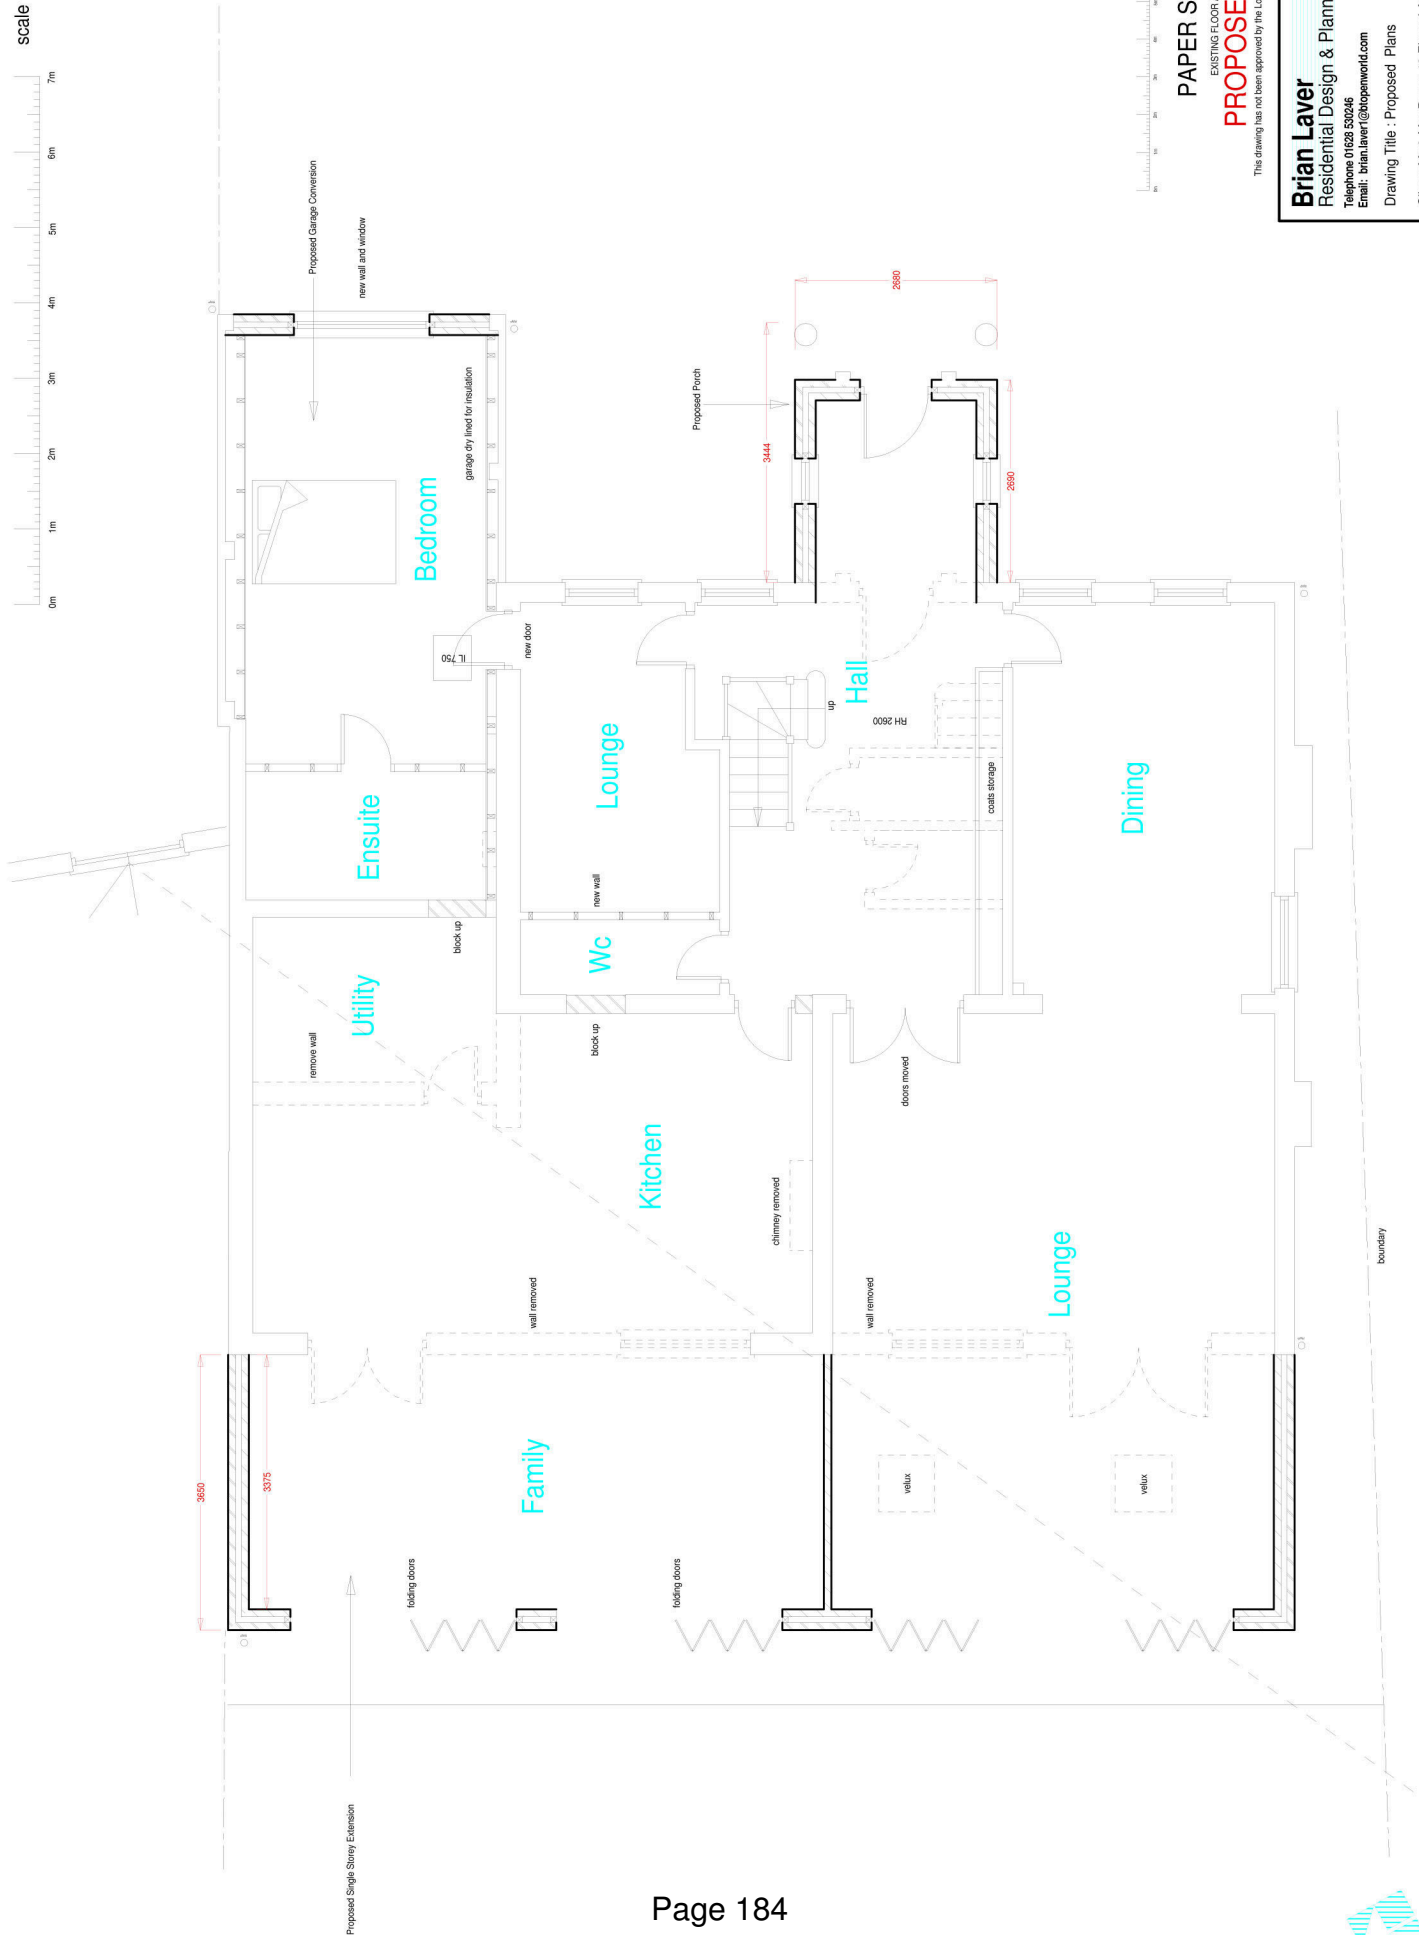 scale
0m 1m 2m 3m 4m 5m 6m 7m
Proposed Garage Conversion
new wall and window
garage dry lined for insulation
Bedroom
IL 750
new door
Ensuite
Lounge
new wall
Wc
block up
Utility
remove wall
block up
Kitchen
chimney removed
wall removed
Proposed Porch
3444
2680
2690
Hall
up
RH 2600
coats storage
Dining
doors moved
Lounge
wall removed
boundary
3650
3375
Family
folding doors
folding doors
velux
velux
Proposed Single Storey Extension
PAPER S
EXISTING FLOOR
PROPOSE
This drawing has not been approved by the Lo
Brian Laver
Residential Design & Plann
Telephone 01628 530246
Email: brian.laver1@btopenworld.com
Drawing Title : Proposed Plans
Page 184